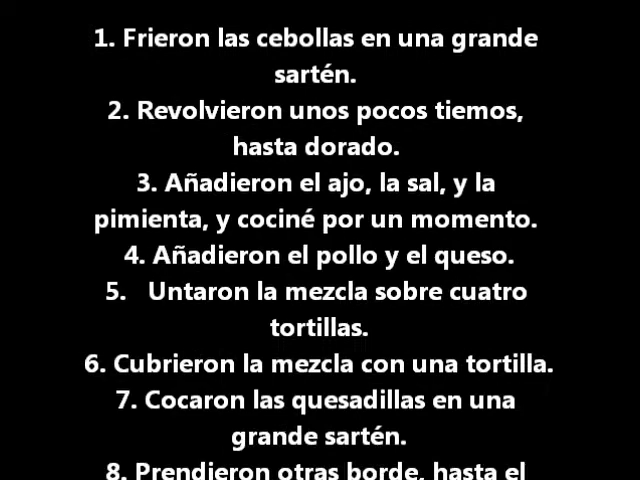 1. Frieron las cebollas en una grande
sartén.
2. Revolvieron unos pocos tiemos,
hasta dorado.
3. Añadieron el ajo, la sal, y la
pimienta, y cociné por un momento.
4. Añadieron el pollo y el queso.
5. Untaron la mezcla sobre cuatro
tortillas.
6. Cubrieron la mezcla con una tortilla.
7. Cocaron las quesadillas en una
grande sartén.
8. Prendieron otras borde, hasta el